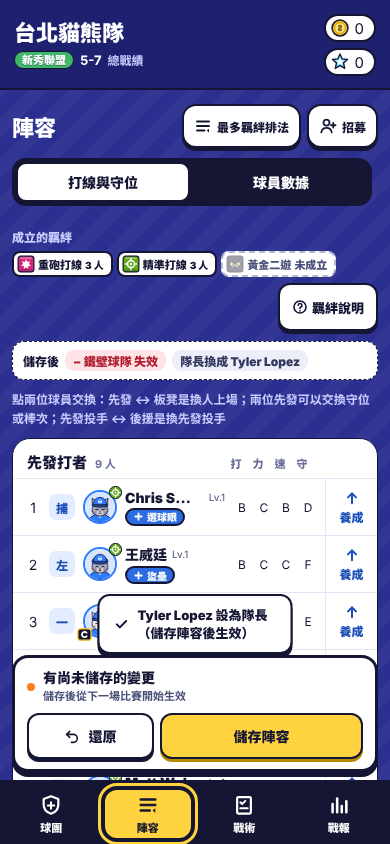 台北貓熊隊
新秀聯盟 5-7 總戰績
0
0
陣容
最多羈絆排法
招募
打線與守位
球員數據
成立的羈絆
重砲打線 3 人
精準打線 3 人
黃金二遊 未成立
羈絆說明
儲存後 − 鐵壁球隊 失效 隊長換成 Tyler Lopez
點兩位球員交換：先發 ↔ 板凳是換人上場；兩位先發可以交換守位
或棒次；先發投手 ↔ 後援是換先發投手
先發打者 9 人 打 力 速 守
1 捕 Chris S... Lv.1 B C B D ↑ 養成
+ 選球眼
2 左 王威廷 Lv.1 B C C F ↑ 養成
+ 盜壘
3 一 C E ↑ 養成
Tyler Lopez 設為隊長
（儲存陣容後生效）
有尚未儲存的變更
儲存後從下一場比賽開始生效
還原
儲存陣容
球團
陣容
戰術
戰報